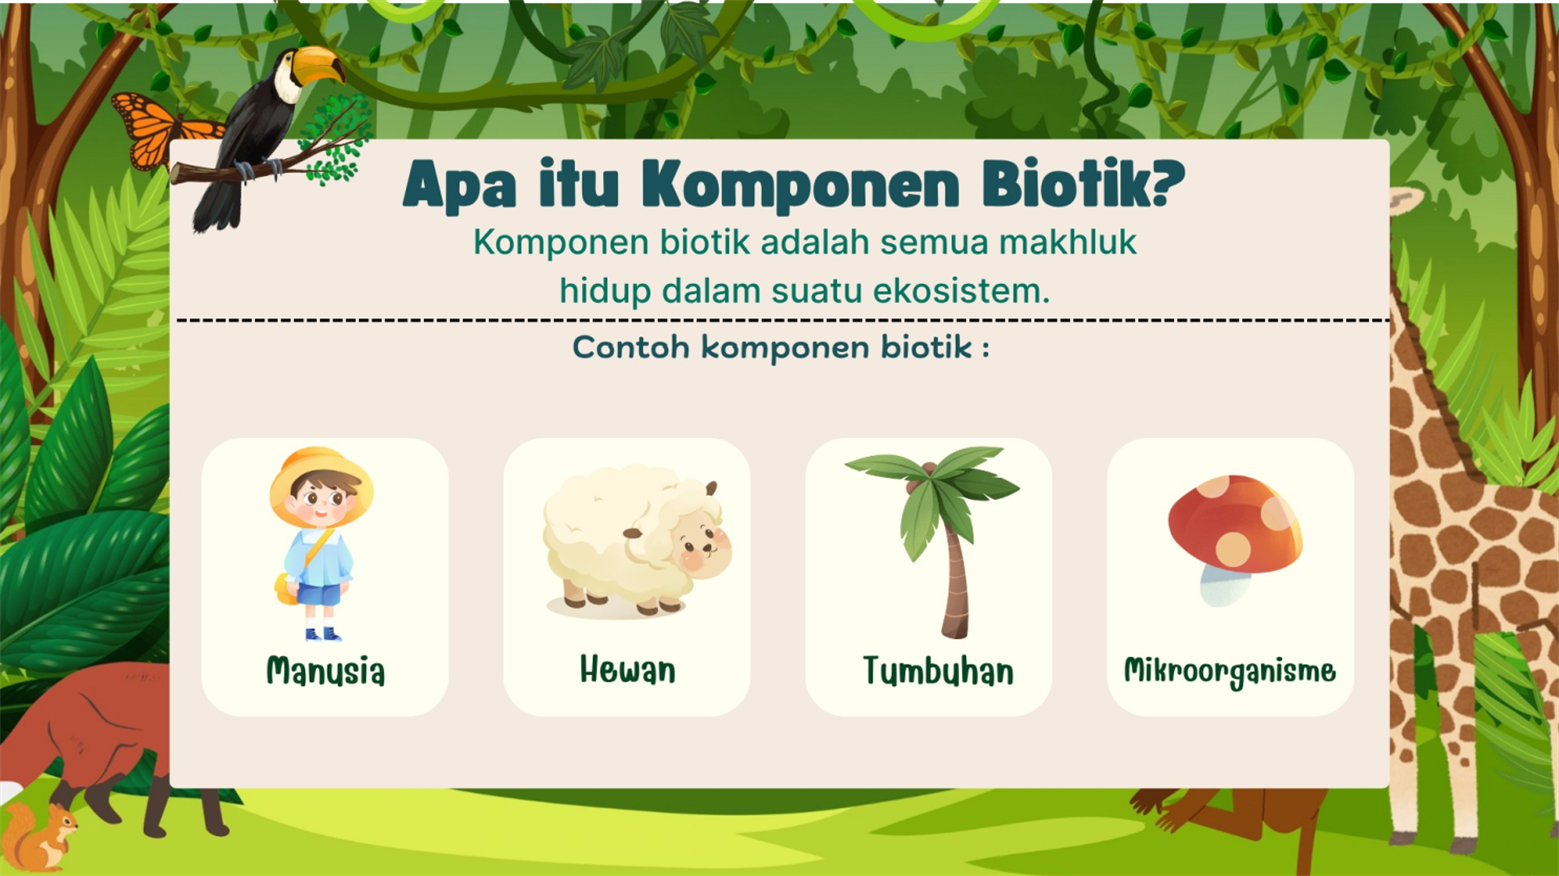 Apa itu Komponen Biotik?
Komponen biotik adalah semua makhluk
hidup dalam suatu ekosistem.
Contoh komponen biotik :
Manusia
Hewan
Tumbuhan
Mikroorganisme